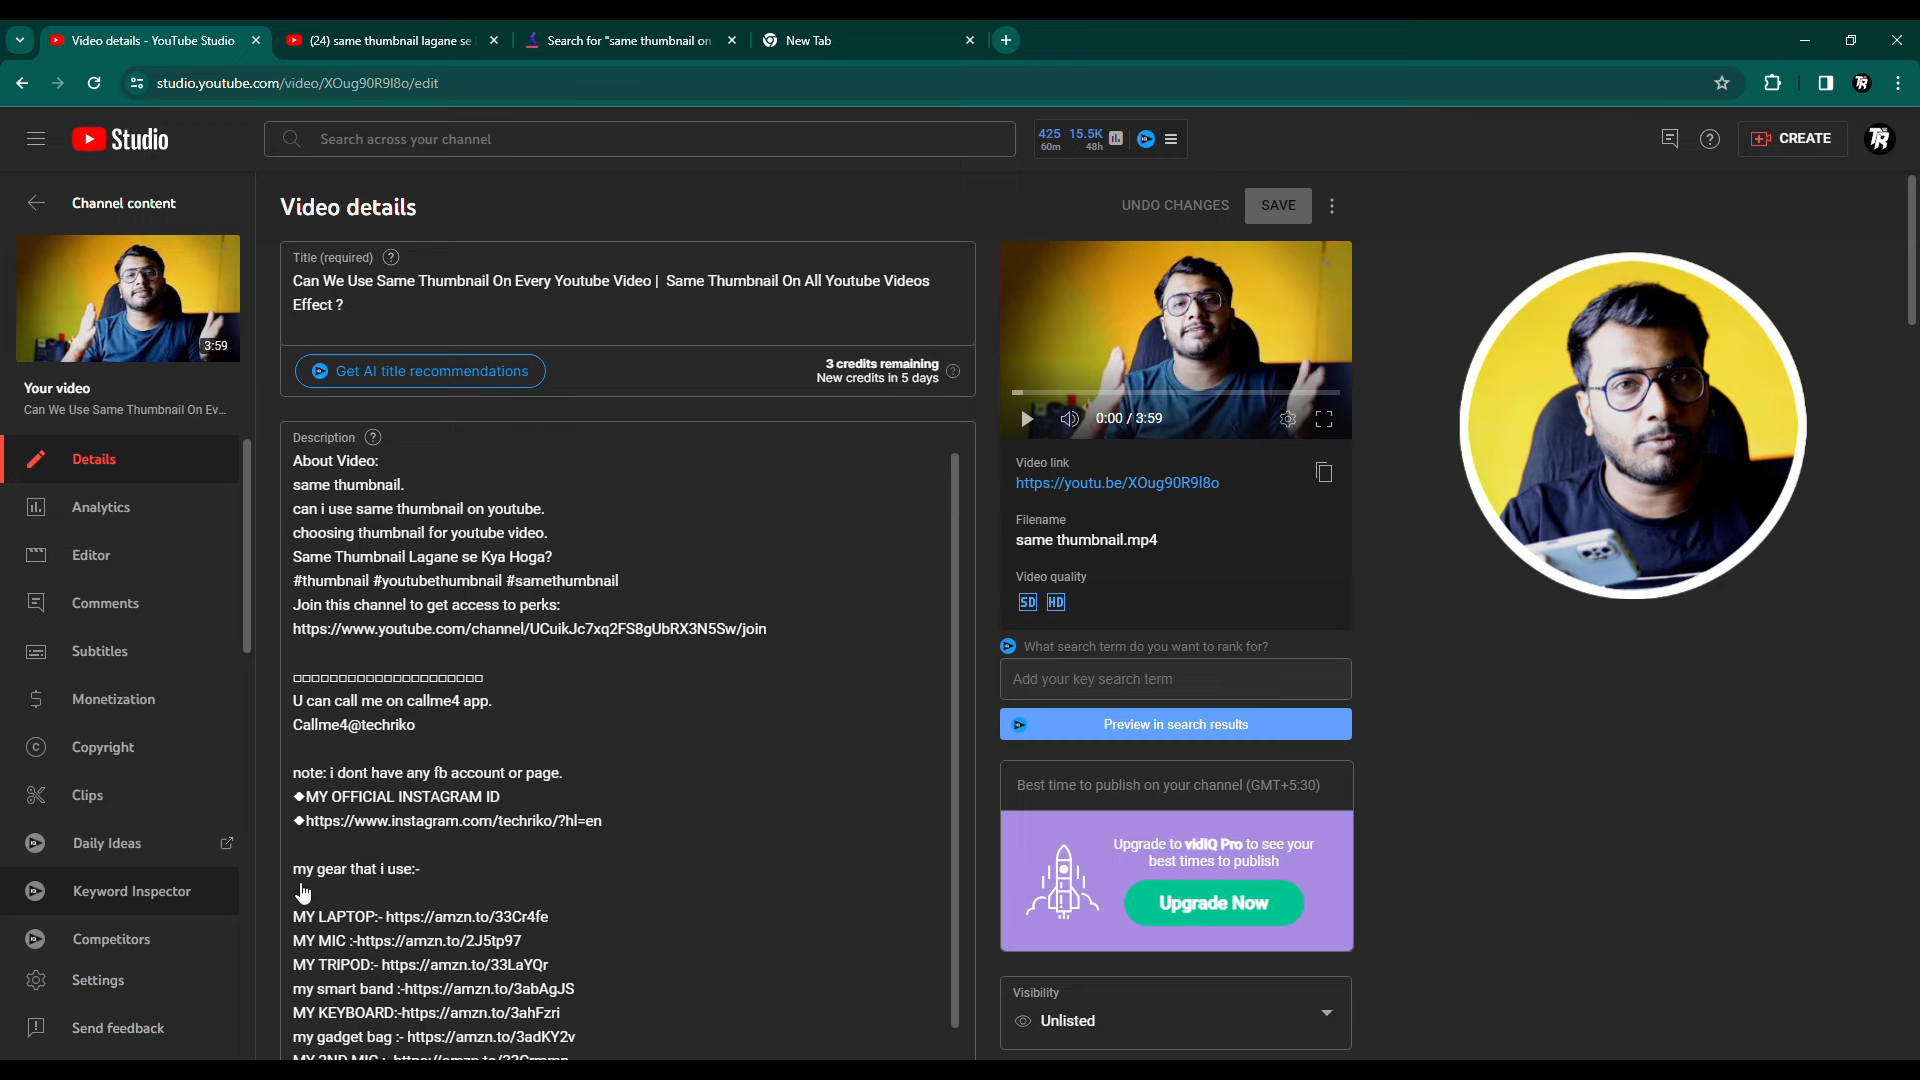 Video details - YouTube Studio
(24) same thumbnail lagane se
Search for "same thumbnail on
New Tab
studio.youtube.com/video/XOug90R9l8o/edit
Studio
Search across your channel
425 60m
15.5K 48h
CREATE
TR
Channel content
3:59
Your video
Can We Use Same Thumbnail On Ev...
Details
Analytics
Editor
Comments
Subtitles
Monetization
Copyright
Clips
Daily Ideas
Keyword Inspector
Competitors
Settings
Send feedback
Video details
UNDO CHANGES
SAVE
Title (required)
Can We Use Same Thumbnail On Every Youtube Video | Same Thumbnail On All Youtube Videos
Effect ?
Get AI title recommendations
3 credits remaining
New credits in 5 days
Description
About Video:
same thumbnail.
can i use same thumbnail on youtube.
choosing thumbnail for youtube video.
Same Thumbnail Lagane se Kya Hoga?
#thumbnail #youtubethumbnail #samethumbnail
Join this channel to get access to perks:
https://www.youtube.com/channel/UCuikJc7xq2FS8gUbRX3N5Sw/join
U can call me on callme4 app.
Callme4@techriko
note: i dont have any fb account or page.
◆MY OFFICIAL INSTAGRAM ID
◆https://www.instagram.com/techriko/?hl=en
my gear that i use:-
MY LAPTOP:- https://amzn.to/33Cr4fe
MY MIC :-https://amzn.to/2J5tp97
MY TRIPOD:- https://amzn.to/33LaYQr
my smart band :-https://amzn.to/3abAgJS
MY KEYBOARD:-https://amzn.to/3ahFzri
my gadget bag :- https://amzn.to/3adKY2v
0:00 / 3:59
Video link
https://youtu.be/XOug90R9l8o
Filename
same thumbnail.mp4
Video quality
SD HD
What search term do you want to rank for?
Add your key search term
Preview in search results
Best time to publish on your channel (GMT+5:30)
Upgrade to vidIQ Pro to see your
best times to publish
Upgrade Now
Visibility
Unlisted